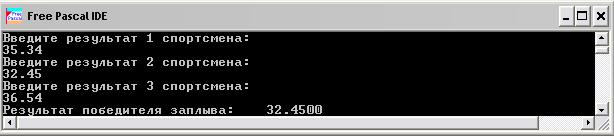 Free Pascal IDE
Введите результат 1 спортсмена:
35.34
Введите результат 2 спортсмена:
32.45
Введите результат 3 спортсмена:
36.54
Результат победителя заплыва: 32.4500